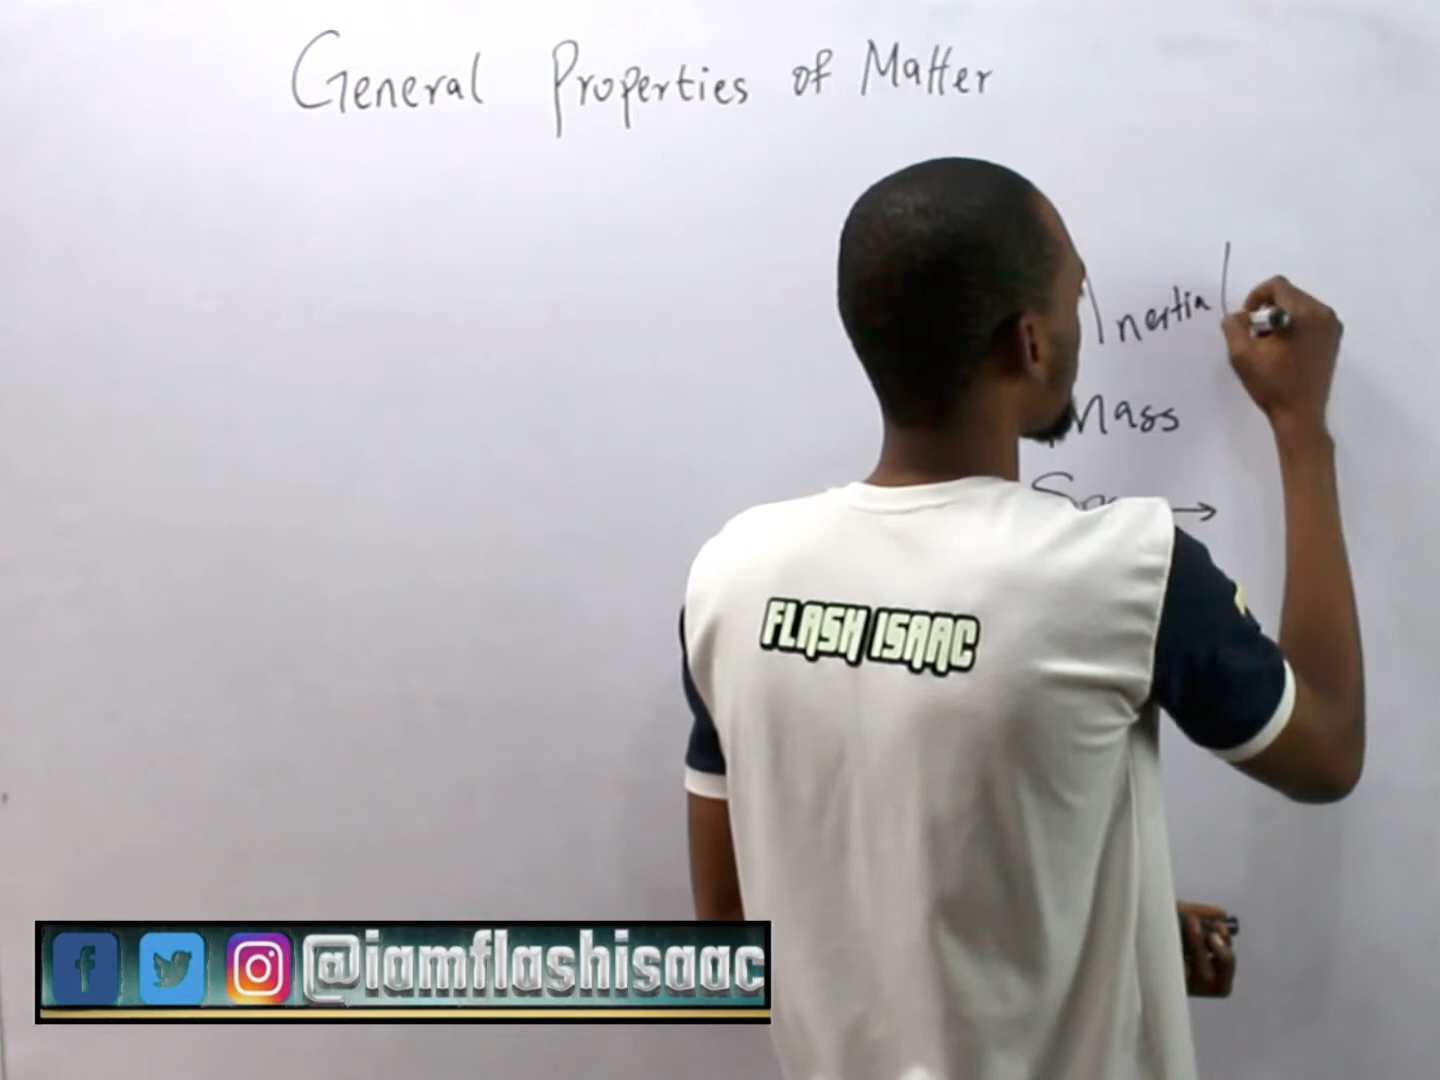 General Properties of Matter
Inertia
Mass
FLASH ISAAC
@iamflashisaac